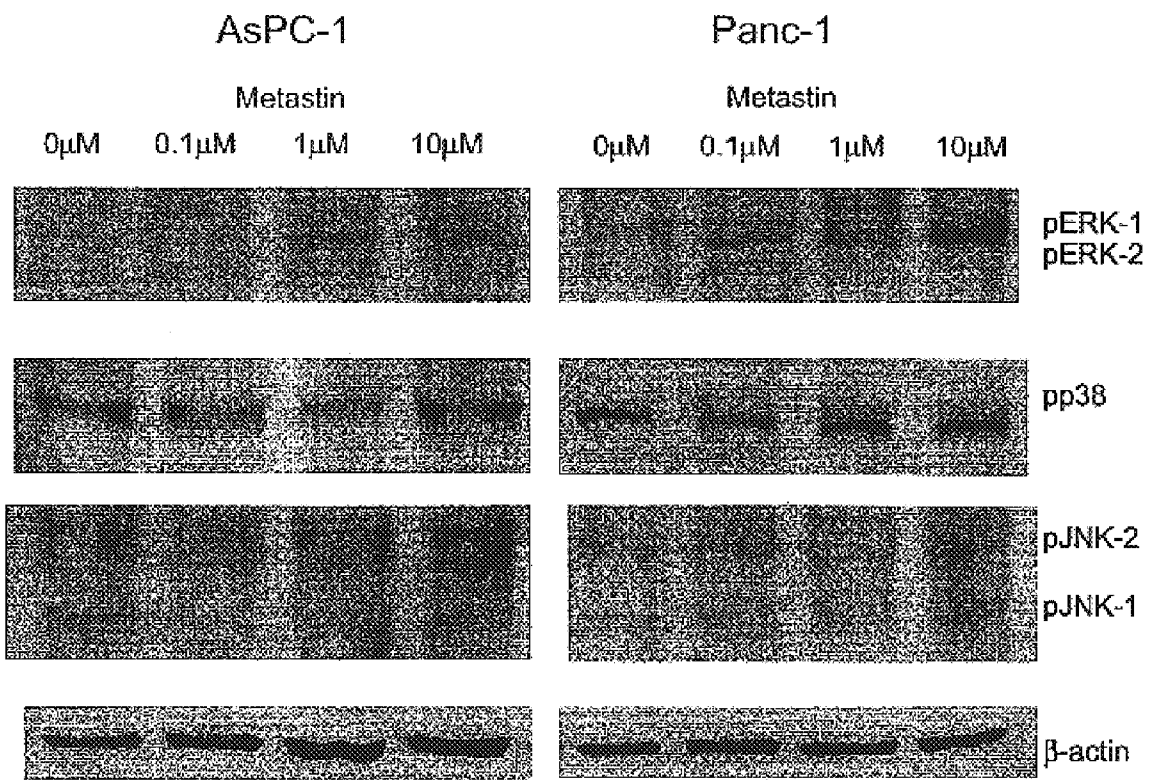 AsPC-1 Panc-1
Metastin Metastin
0µM 0.1µM 1µM 10µM 0µM 0.1µM 1µM 10µM
pERK-1
pERK-2
pp38
pJNK-2
pJNK-1
β-actin